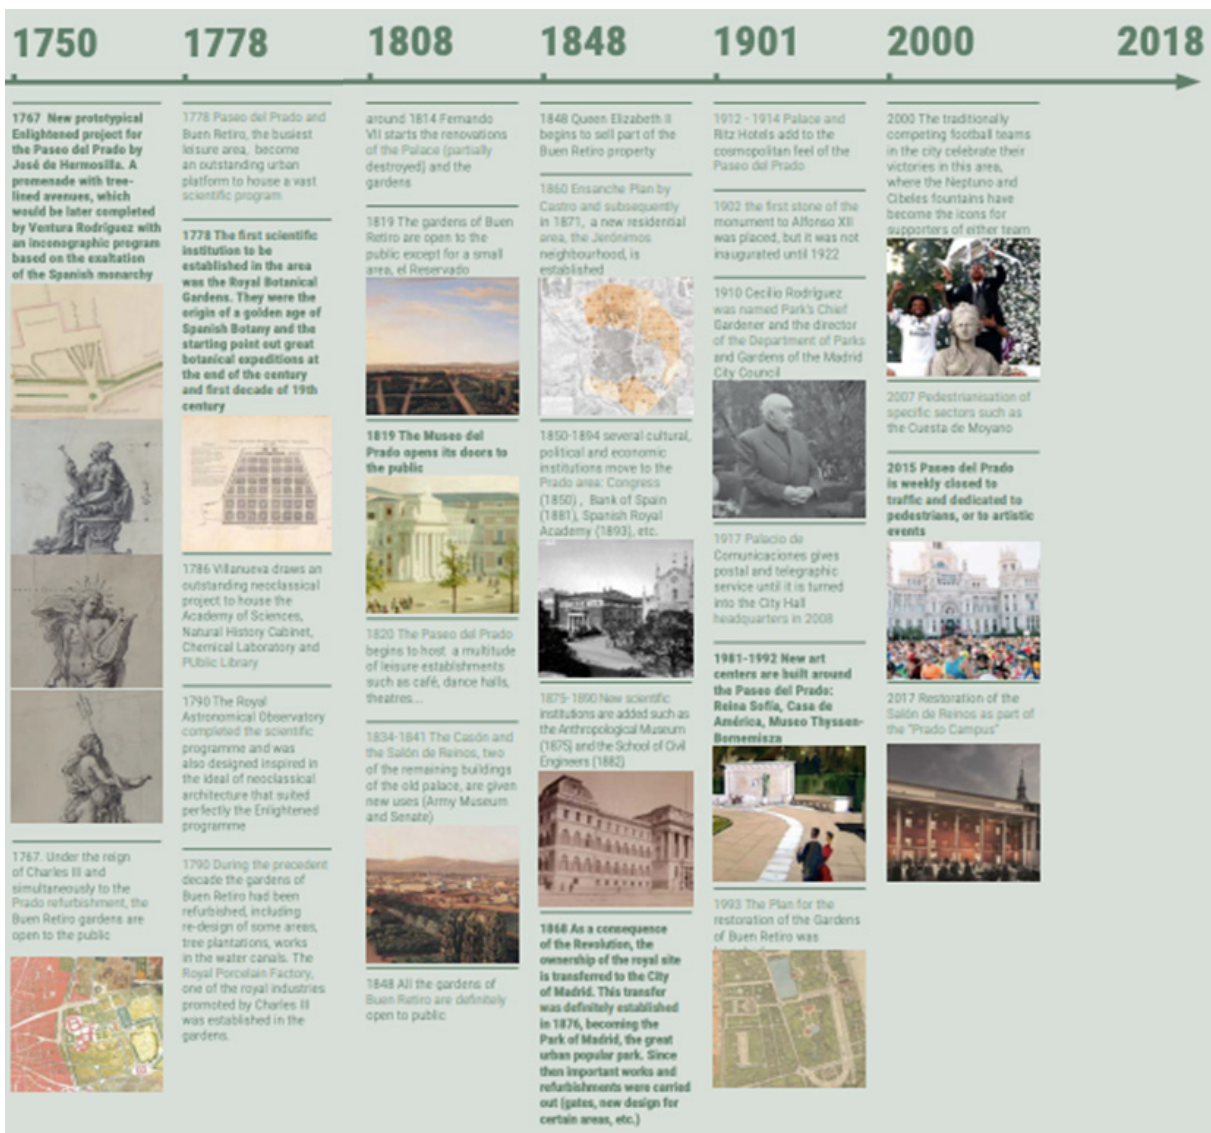 1750
1778
1808
1848
1901
2000
2018
1767 New prototypical
Enlightened project for
the Paseo del Prado by
José de Hermosilla. A
promenade with tree-
lined avenues, which
would be later completed
by Ventura Rodríguez with
an inconographic program
based on the exaltation
of the Spanish monarchy
1767. Under the reign
of Charles III and
simultaneously to the
Prado refurbishment, the
Buen Retiro gardens are
open to the public
1778 Paseo del Prado and
Buen Retiro, the busiest
leisure area, become
an outstanding urban
platform to house a vast
scientific program
1778 The first scientific
institution to be
established in the area
was the Royal Botanical
Gardens. They were the
origin of a golden age of
Spanish Botany and the
starting point out great
botanical expeditions at
the end of the century
and first decade of 19th
century
1786 Villanueva draws an
outstanding neoclassical
project to house the
Academy of Sciences,
Natural History Cabinet,
Chemical Laboratory and
PUblic Library
1790 The Royal
Astronomical Observatory
completed the scientific
programme and was
also designed inspired in
the ideal of neoclassical
architecture that suited
perfectly the Enlightened
programme
1790 During the precedent
decade the gardens of
Buen Retiro had been
refurbished, including
re-design of some areas,
tree plantations, works
in the water canals. The
Royal Porcelain Factory,
one of the royal industries
promoted by Charles III
was established in the
gardens.
around 1814 Fernando
VII starts the renovations
of the Palace (partially
destroyed) and the
gardens
1819 The gardens of Buen
Retiro are open to the
public except for a small
area, el Reservado
1819 The Museo del
Prado opens its doors to
the public
1820 The Paseo del Prado
begins to host a multitude
of leisure establishments
such as café, dance halls,
theatres...
1834-1841 The Casón and
the Salón de Reinos, two
of the remaining buildings
of the old palace, are given
new uses (Army Museum
and Senate)
1848 All the gardens of
Buen Retiro are definitely
open to public
1848 Queen Elizabeth II
begins to sell part of the
Buen Retiro property
1860 Ensanche Plan by
Castro and subsequently
in 1871, a new residential
area, the Jerónimos
neighbourhood, is
established
1850-1894 several cultural,
political and economic
institutions move to the
Prado area: Congress
(1850) , Bank of Spain
(1881), Spanish Royal
Academy (1893), etc.
1875-1890 New scientific
institutions are added such as
the Anthropological Museum
(1875) and the School of Civil
Engineers (1882)
1868 As a consequence
of the Revolution, the
ownership of the royal site
is transferred to the City
of Madrid. This transfer
was definitely established
in 1876, becoming the
Park of Madrid, the great
urban popular park. Since
then important works and
refurbishments were carried
out (gates, new design for
certain areas, etc.)
1912 - 1914 Palace and
Ritz Hotels add to the
cosmopolitan feel of the
Paseo del Prado
1902 the first stone of the
monument to Alfonso XII
was placed, but it was not
inaugurated until 1922
1910 Cecilio Rodríguez
was named Park's Chief
Gardener and the director
of the Department of Parks
and Gardens of the Madrid
City Council
1917 Palacio de
Comunicaciones gives
postal and telegraphic
service until it is turned
into the City Hall
headquarters in 2008
1981-1992 New art
centers are built around
the Paseo del Prado:
Reina Sofía, Casa de
América, Museo Thyssen-
Bornemisza
1993 The Plan for the
restoration of the Gardens
of Buen Retiro was
2000 The traditionally
competing football teams
in the city celebrate their
victories in this area,
where the Neptuno and
Cibeles fountains have
become the icons for
supporters of either team
2007 Pedestrianisation of
specific sectors such as
the Cuesta de Moyano
2015 Paseo del Prado
is weekly closed to
traffic and dedicated to
pedestrians, or to artistic
events
2017 Restoration of the
Salón de Reinos as part of
the "Prado Campus"